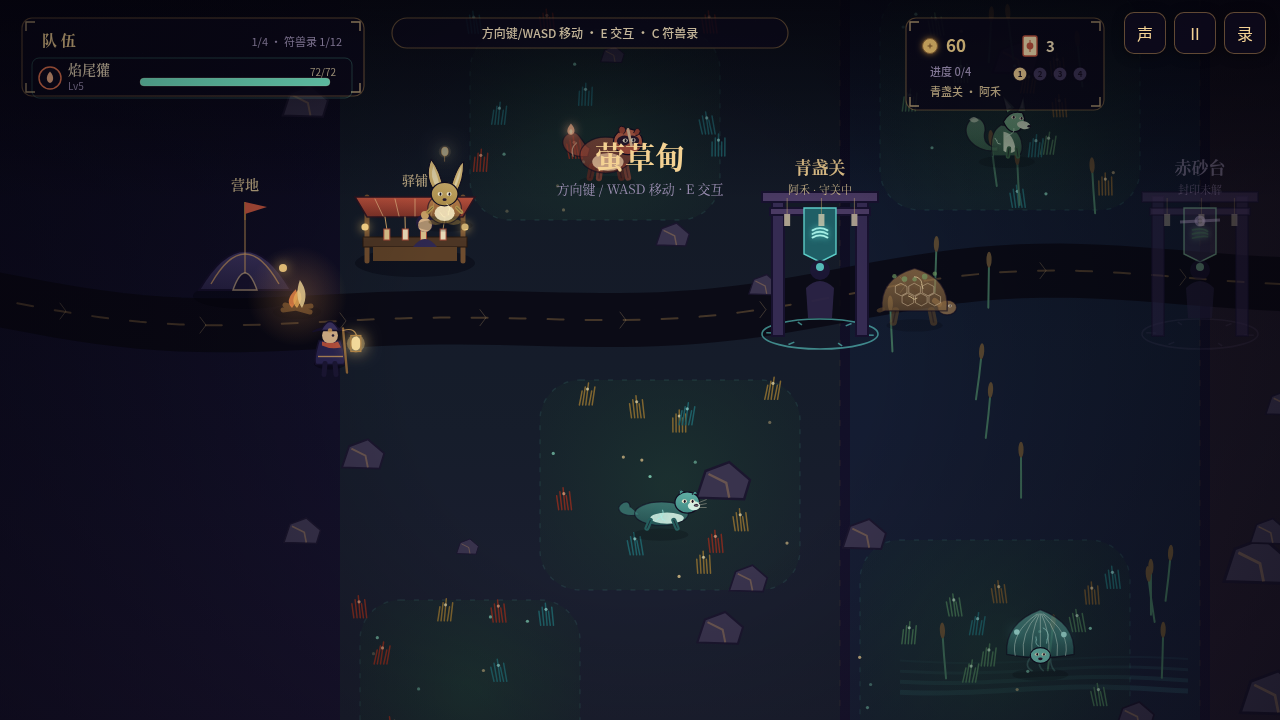 队伍
1/4 · 符兽录 1/12
焰尾獾
72/72
Lv5
方向键/WASD 移动 · E 交互 · C 符兽录
60
3
进度 0/4
1 2 3 4
青盏关 · 阿禾
声
II
录
萤草甸
方向键 / WASD 移动 · E 交互
营地
驿铺
青盏关
阿禾 · 守关中
赤砂台
封印未解